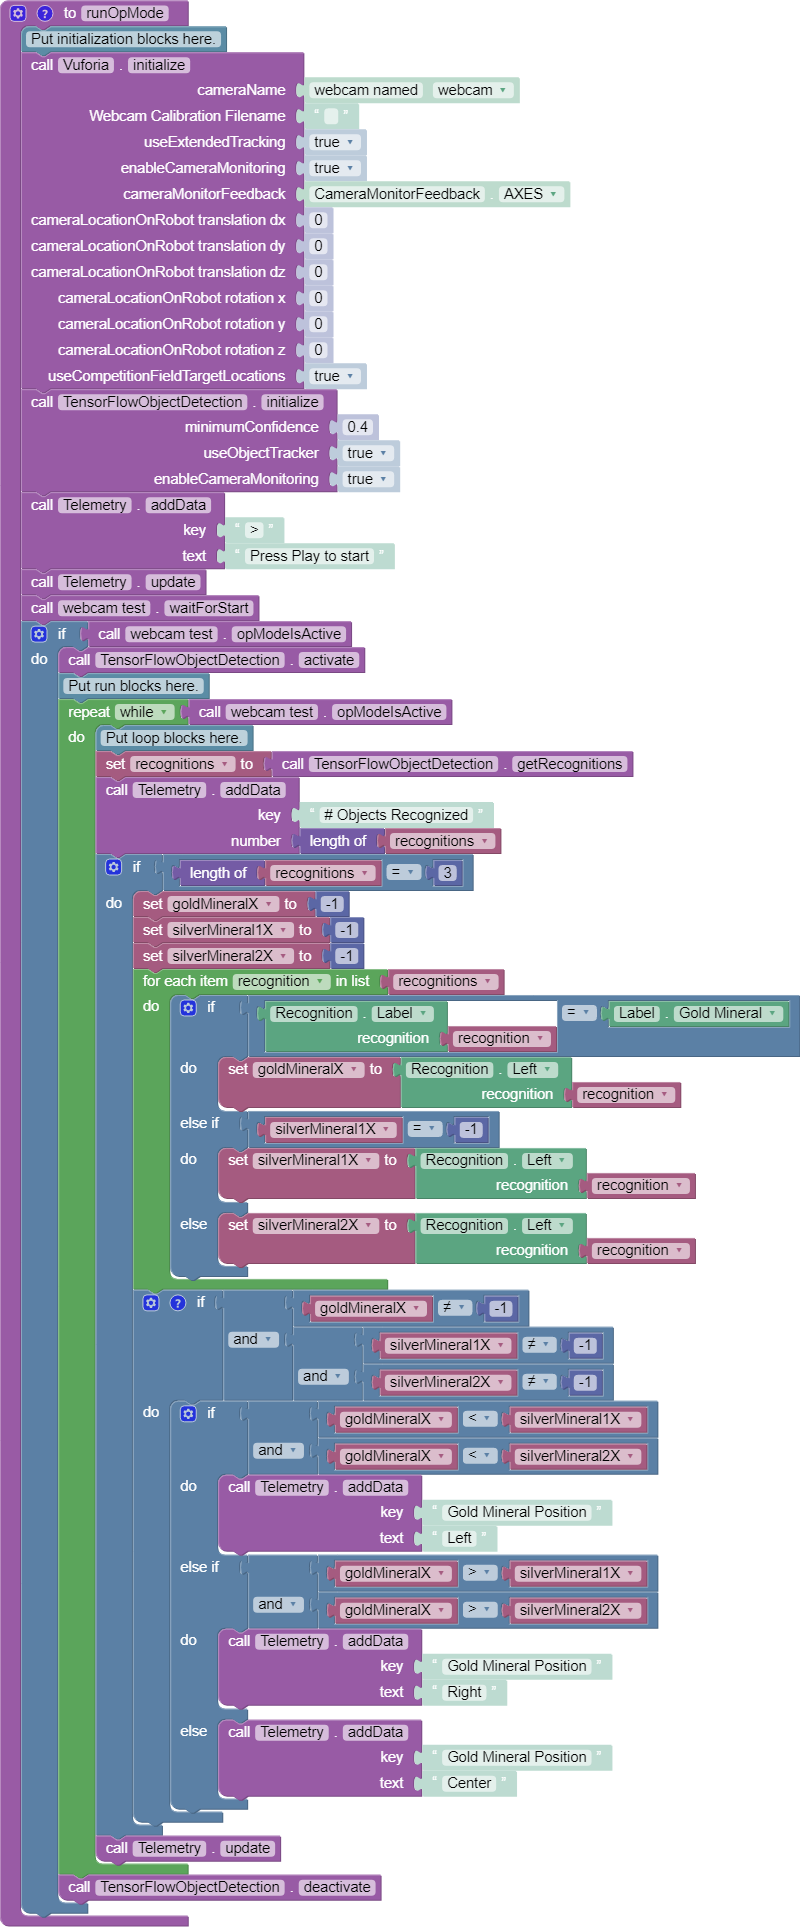 ? to runOpMode
Put initialization blocks here.
call Vuforia . initialize
cameraName webcam named webcam
Webcam Calibration Filename “ ”
useExtendedTracking true
enableCameraMonitoring true
cameraMonitorFeedback CameraMonitorFeedback . AXES
cameraLocationOnRobot translation dx 0
cameraLocationOnRobot translation dy 0
cameraLocationOnRobot translation dz 0
cameraLocationOnRobot rotation x 0
cameraLocationOnRobot rotation y 0
cameraLocationOnRobot rotation z 0
useCompetitionFieldTargetLocations true
call TensorFlowObjectDetection . initialize
minimumConfidence 0.4
useObjectTracker true
enableCameraMonitoring true
call Telemetry . addData
key “ > ”
text “ Press Play to start ”
call Telemetry . update
call webcam test . waitForStart
if call webcam test . opModeIsActive
do call TensorFlowObjectDetection . activate
Put run blocks here.
repeat while call webcam test . opModeIsActive
do Put loop blocks here.
set recognitions to call TensorFlowObjectDetection . getRecognitions
call Telemetry . addData
key “ # Objects Recognized ”
number length of recognitions
if length of recognitions = 3
do set goldMineralX to -1
set silverMineral1X to -1
set silverMineral2X to -1
for each item recognition in list recognitions
do if Recognition . Label = Label . Gold Mineral
recognition recognition
do set goldMineralX to Recognition . Left
recognition recognition
else if silverMineral1X = -1
do set silverMineral1X to Recognition . Left
recognition recognition
else set silverMineral2X to Recognition . Left
recognition recognition
? if goldMineralX ≠ -1
and silverMineral1X ≠ -1
and silverMineral2X ≠ -1
do if goldMineralX < silverMineral1X
and goldMineralX < silverMineral2X
do call Telemetry . addData
key “ Gold Mineral Position ”
text “ Left ”
else if goldMineralX > silverMineral1X
and goldMineralX > silverMineral2X
do call Telemetry . addData
key “ Gold Mineral Position ”
text “ Right ”
else call Telemetry . addData
key “ Gold Mineral Position ”
text “ Center ”
call Telemetry . update
call TensorFlowObjectDetection . deactivate